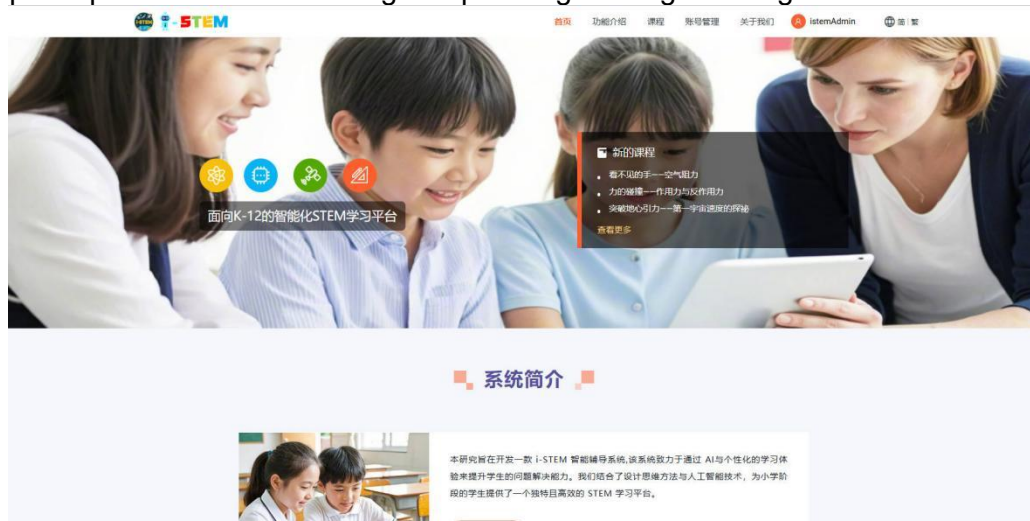 i-STEM
首页 功能介绍 课程 账号管理 关于我们 istemAdmin 简 | 繁
新的课程
看不见的手——空气阻力
力的碰撞——作用力与反作用力
突破地心引力——第一宇宙速度的探秘
查看更多
面向K-12的智能化STEM学习平台
系统简介
本研究旨在开发一款 i-STEM 智能辅导系统,该系统致力于通过 AI与个性化的学习体
验来提升学生的问题解决能力。我们结合了设计思维方法与人工智能技术，为小学阶
段的学生提供了一个独特且高效的 STEM 学习平台。